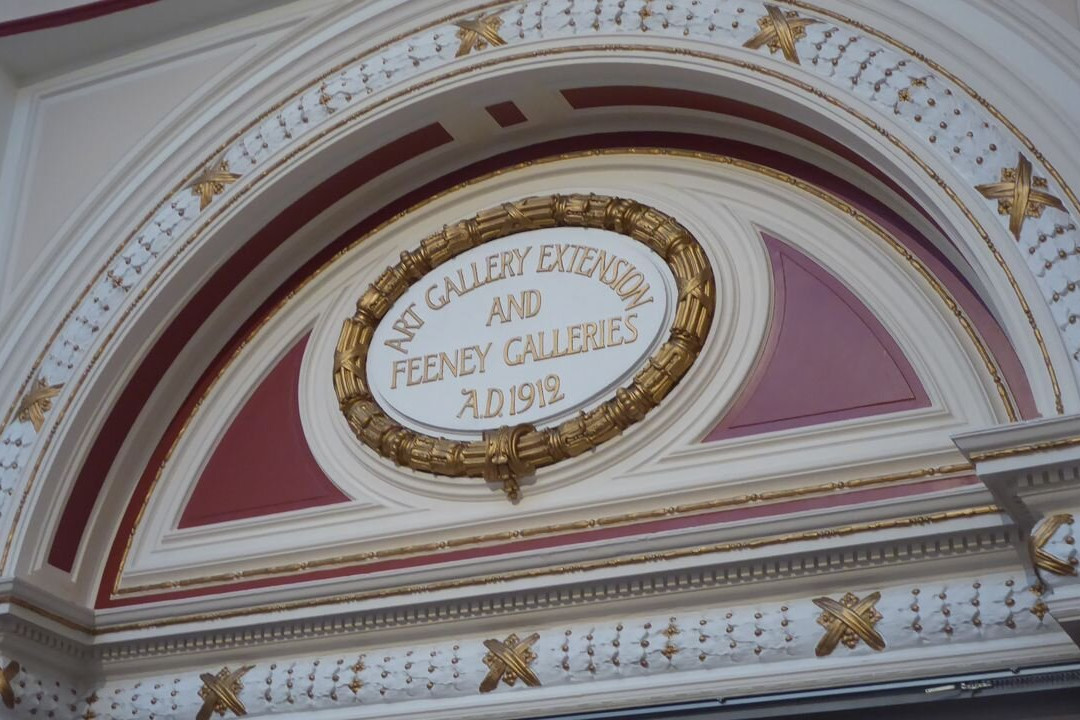 ART GALLERY EXTENSION
AND
FEENEY GALLERIES
A.D. 1912